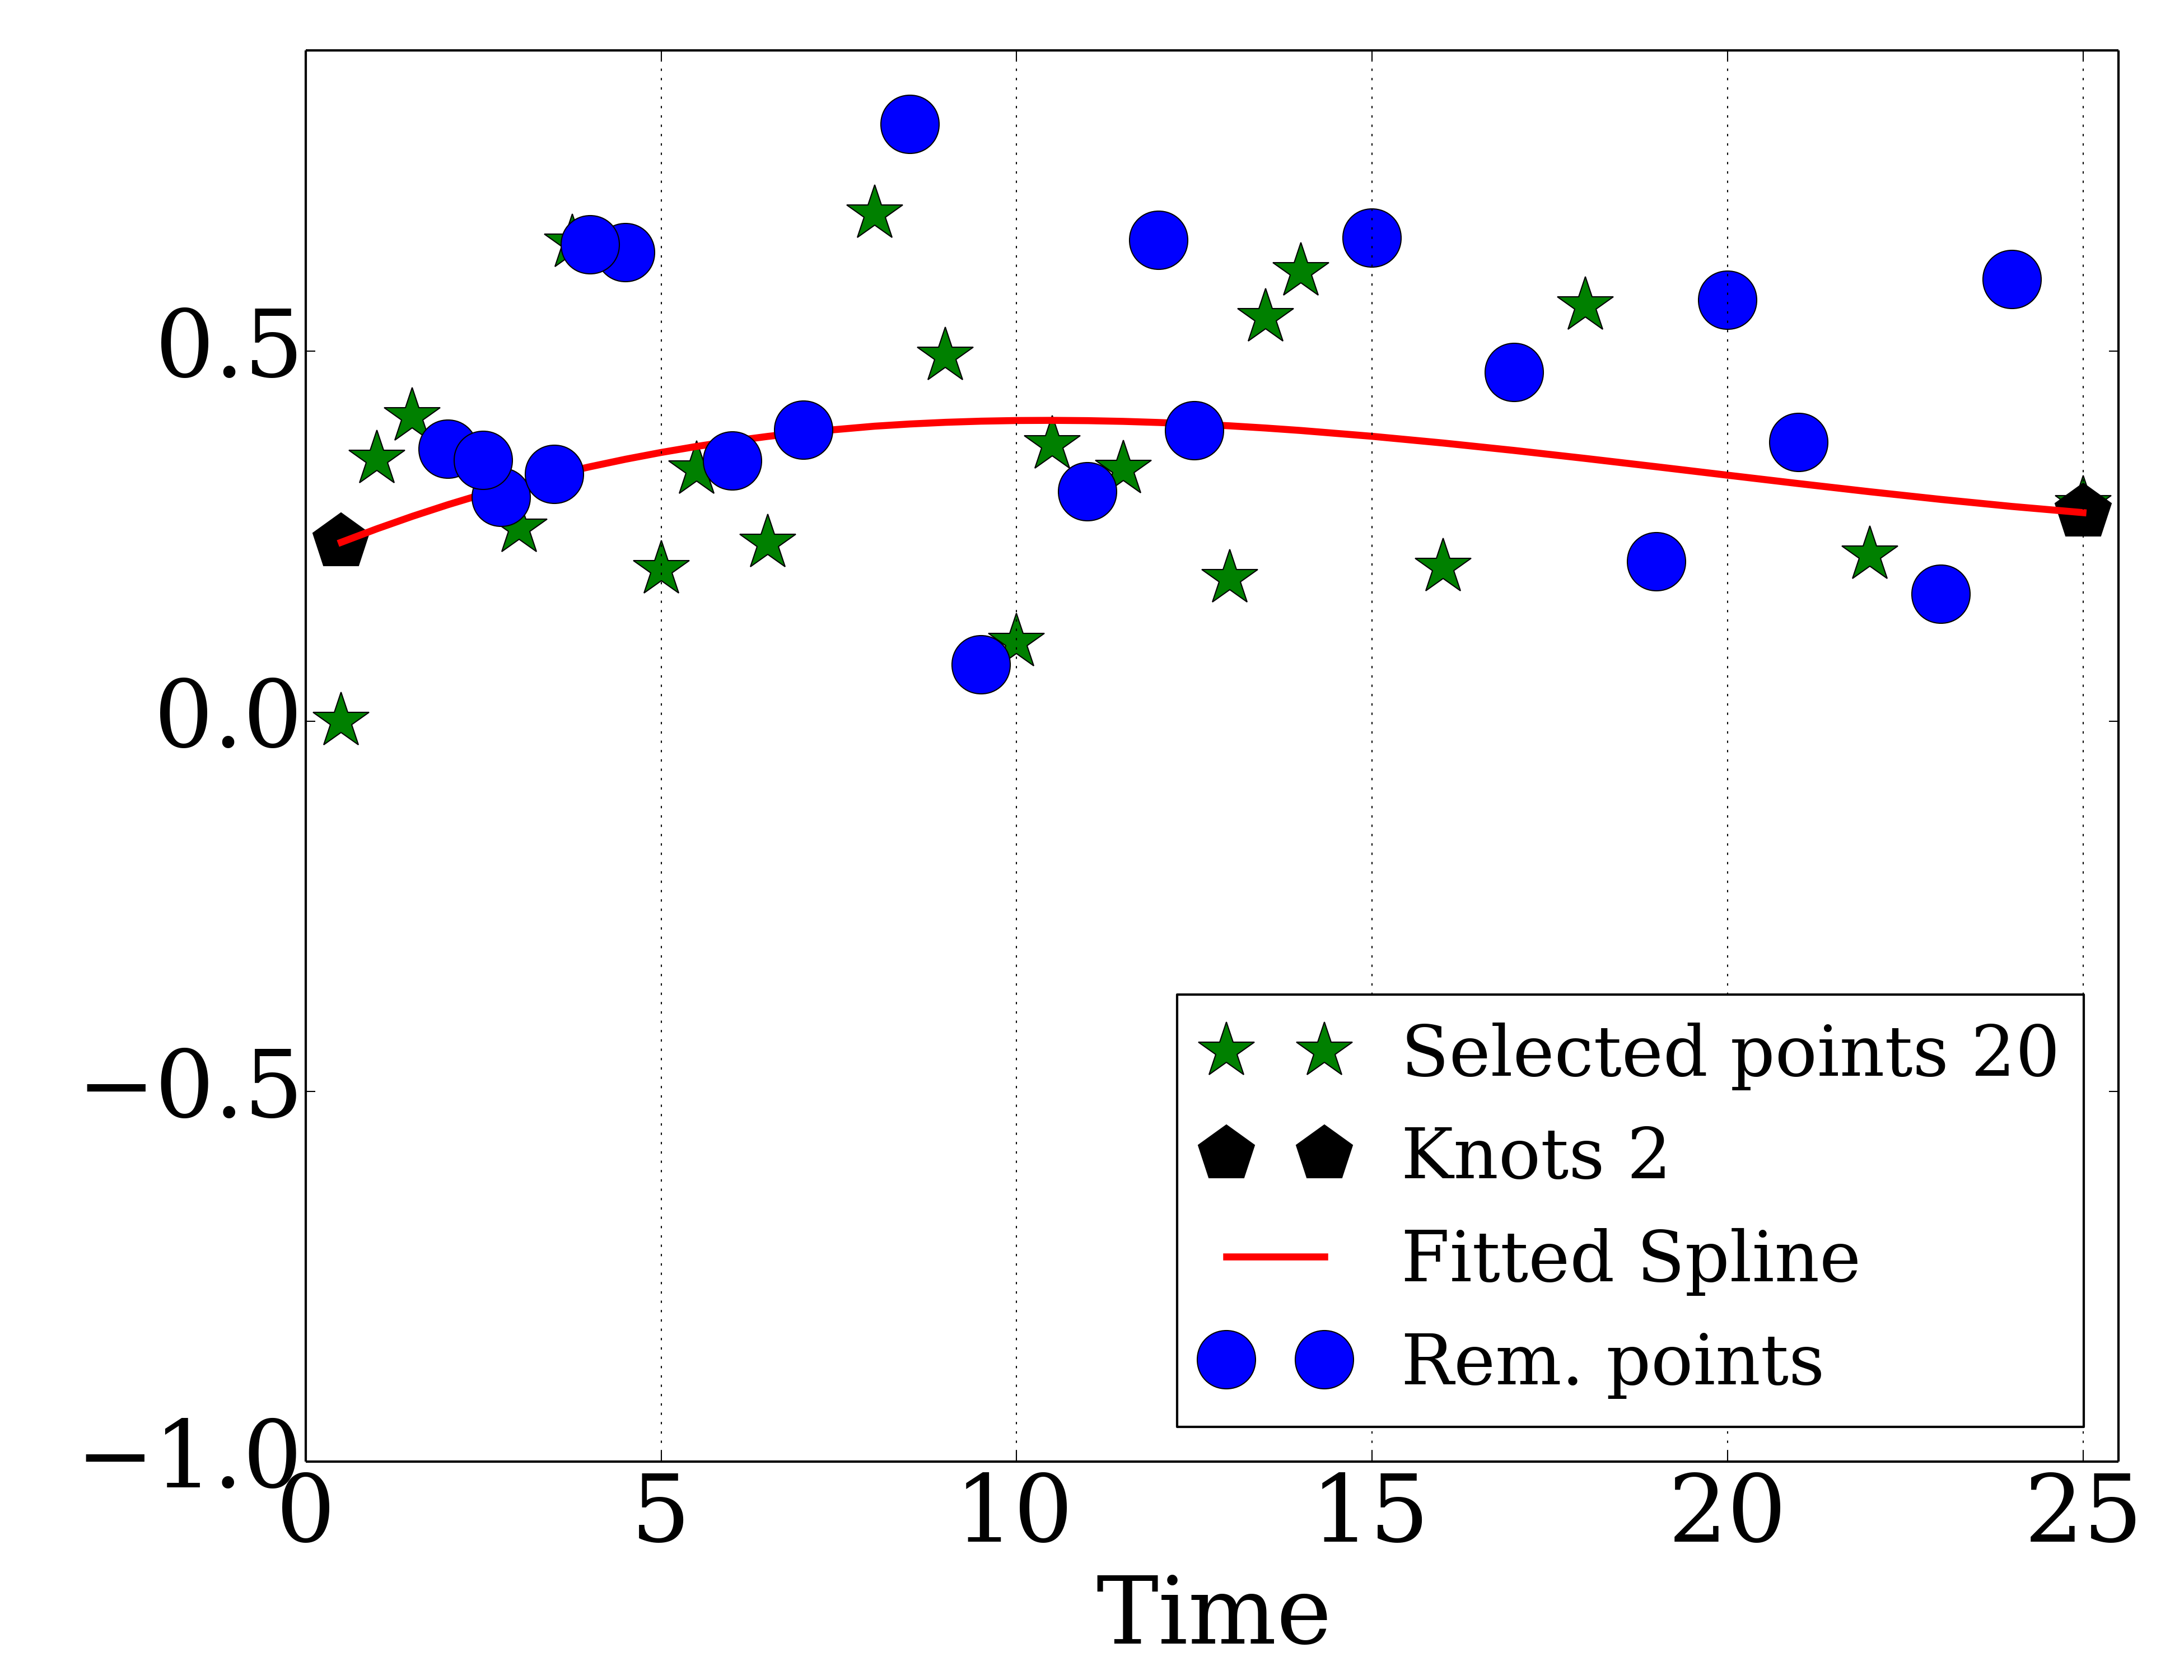 0.5
0.0
−0.5
−1.0
0 5 10 15 20 25
Time
Selected points 20
Knots 2
Fitted Spline
Rem. points